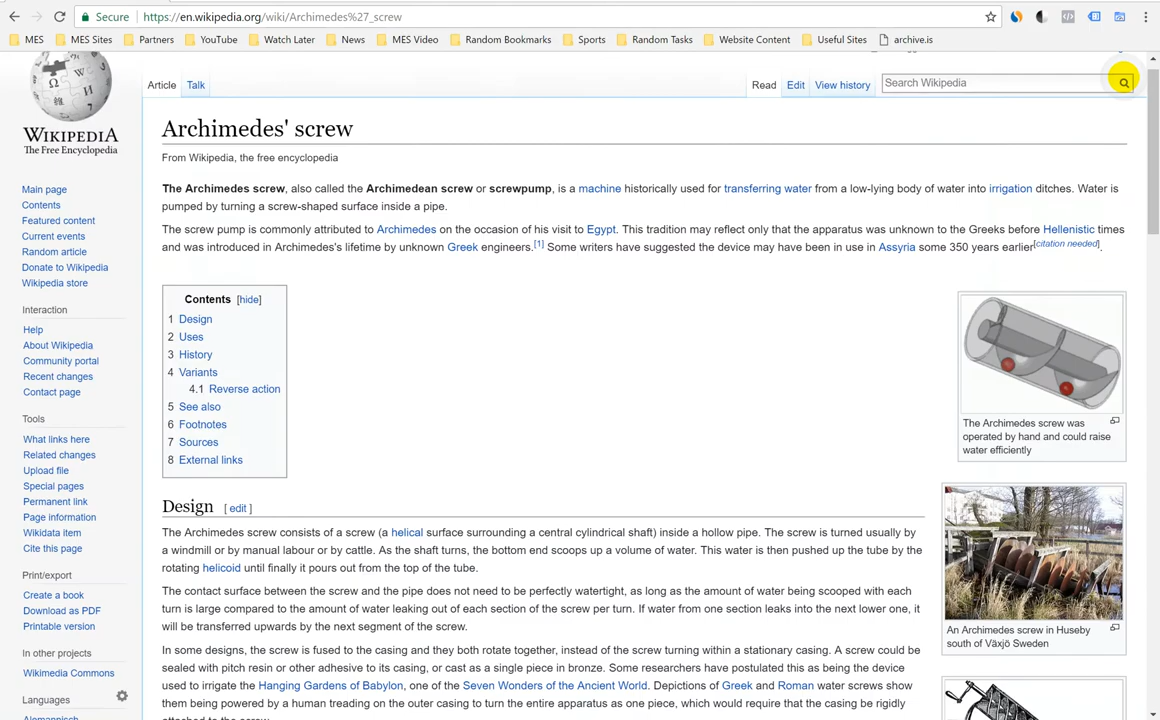 Secure https://en.wikipedia.org/wiki/Archimedes%27_screw
MES MES Sites Partners YouTube Watch Later News MES Video Random Bookmarks Sports Random Tasks Website Content Useful Sites archive.is
WIKIPEDIA
The Free Encyclopedia
Main page
Contents
Featured content
Current events
Random article
Donate to Wikipedia
Wikipedia store
Interaction
Help
About Wikipedia
Community portal
Recent changes
Contact page
Tools
What links here
Related changes
Upload file
Special pages
Permanent link
Page information
Wikidata item
Cite this page
Print/export
Create a book
Download as PDF
Printable version
In other projects
Wikimedia Commons
Languages
Article Talk Read Edit View history Search Wikipedia
Archimedes' screw
From Wikipedia, the free encyclopedia
The Archimedes screw, also called the Archimedean screw or screwpump, is a machine historically used for transferring water from a low-lying body of water into irrigation ditches. Water is
pumped by turning a screw-shaped surface inside a pipe.
The screw pump is commonly attributed to Archimedes on the occasion of his visit to Egypt. This tradition may reflect only that the apparatus was unknown to the Greeks before Hellenistic times
and was introduced in Archimedes's lifetime by unknown Greek engineers.[1] Some writers have suggested the device may have been in use in Assyria some 350 years earlier[citation needed].
Contents [hide]
1 Design
2 Uses
3 History
4 Variants
4.1 Reverse action
5 See also
6 Footnotes
7 Sources
8 External links
The Archimedes screw was
operated by hand and could raise
water efficiently
Design [ edit ]
The Archimedes screw consists of a screw (a helical surface surrounding a central cylindrical shaft) inside a hollow pipe. The screw is turned usually by
a windmill or by manual labour or by cattle. As the shaft turns, the bottom end scoops up a volume of water. This water is then pushed up the tube by the
rotating helicoid until finally it pours out from the top of the tube.
The contact surface between the screw and the pipe does not need to be perfectly watertight, as long as the amount of water being scooped with each
turn is large compared to the amount of water leaking out of each section of the screw per turn. If water from one section leaks into the next lower one, it
will be transferred upwards by the next segment of the screw.
In some designs, the screw is fused to the casing and they both rotate together, instead of the screw turning within a stationary casing. A screw could be
sealed with pitch resin or other adhesive to its casing, or cast as a single piece in bronze. Some researchers have postulated this as being the device
used to irrigate the Hanging Gardens of Babylon, one of the Seven Wonders of the Ancient World. Depictions of Greek and Roman water screws show
them being powered by a human treading on the outer casing to turn the entire apparatus as one piece, which would require that the casing be rigidly
An Archimedes screw in Huseby
south of Växjö Sweden